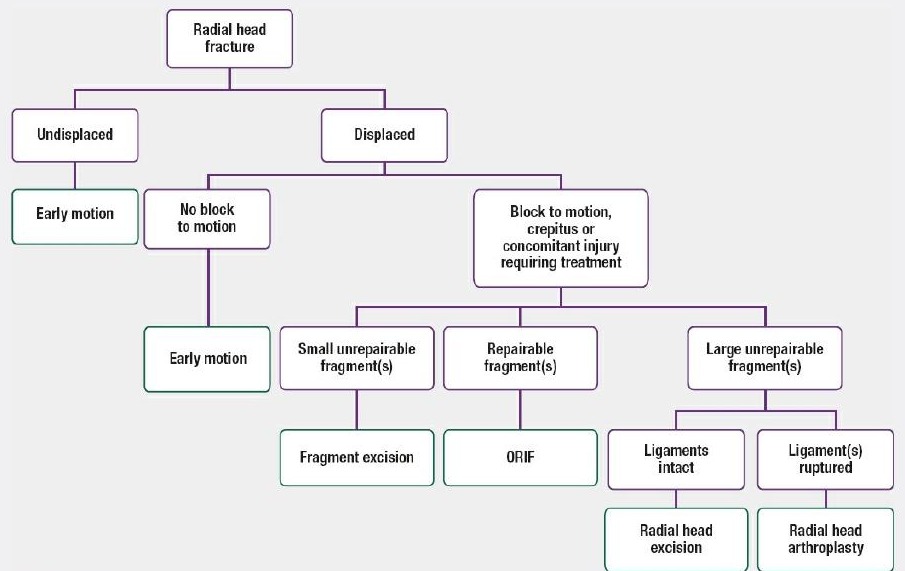 Radial head
fracture
Undisplaced
Displaced
Early motion
No block
to motion
Block to motion,
crepitus or
concomitant injury
requiring treatment
Early motion
Small unrepairable
fragment(s)
Repairable
fragment(s)
Large unrepairable
fragment(s)
Fragment excision
ORIF
Ligaments
intact
Ligament(s)
ruptured
Radial head
excision
Radial head
arthroplasty